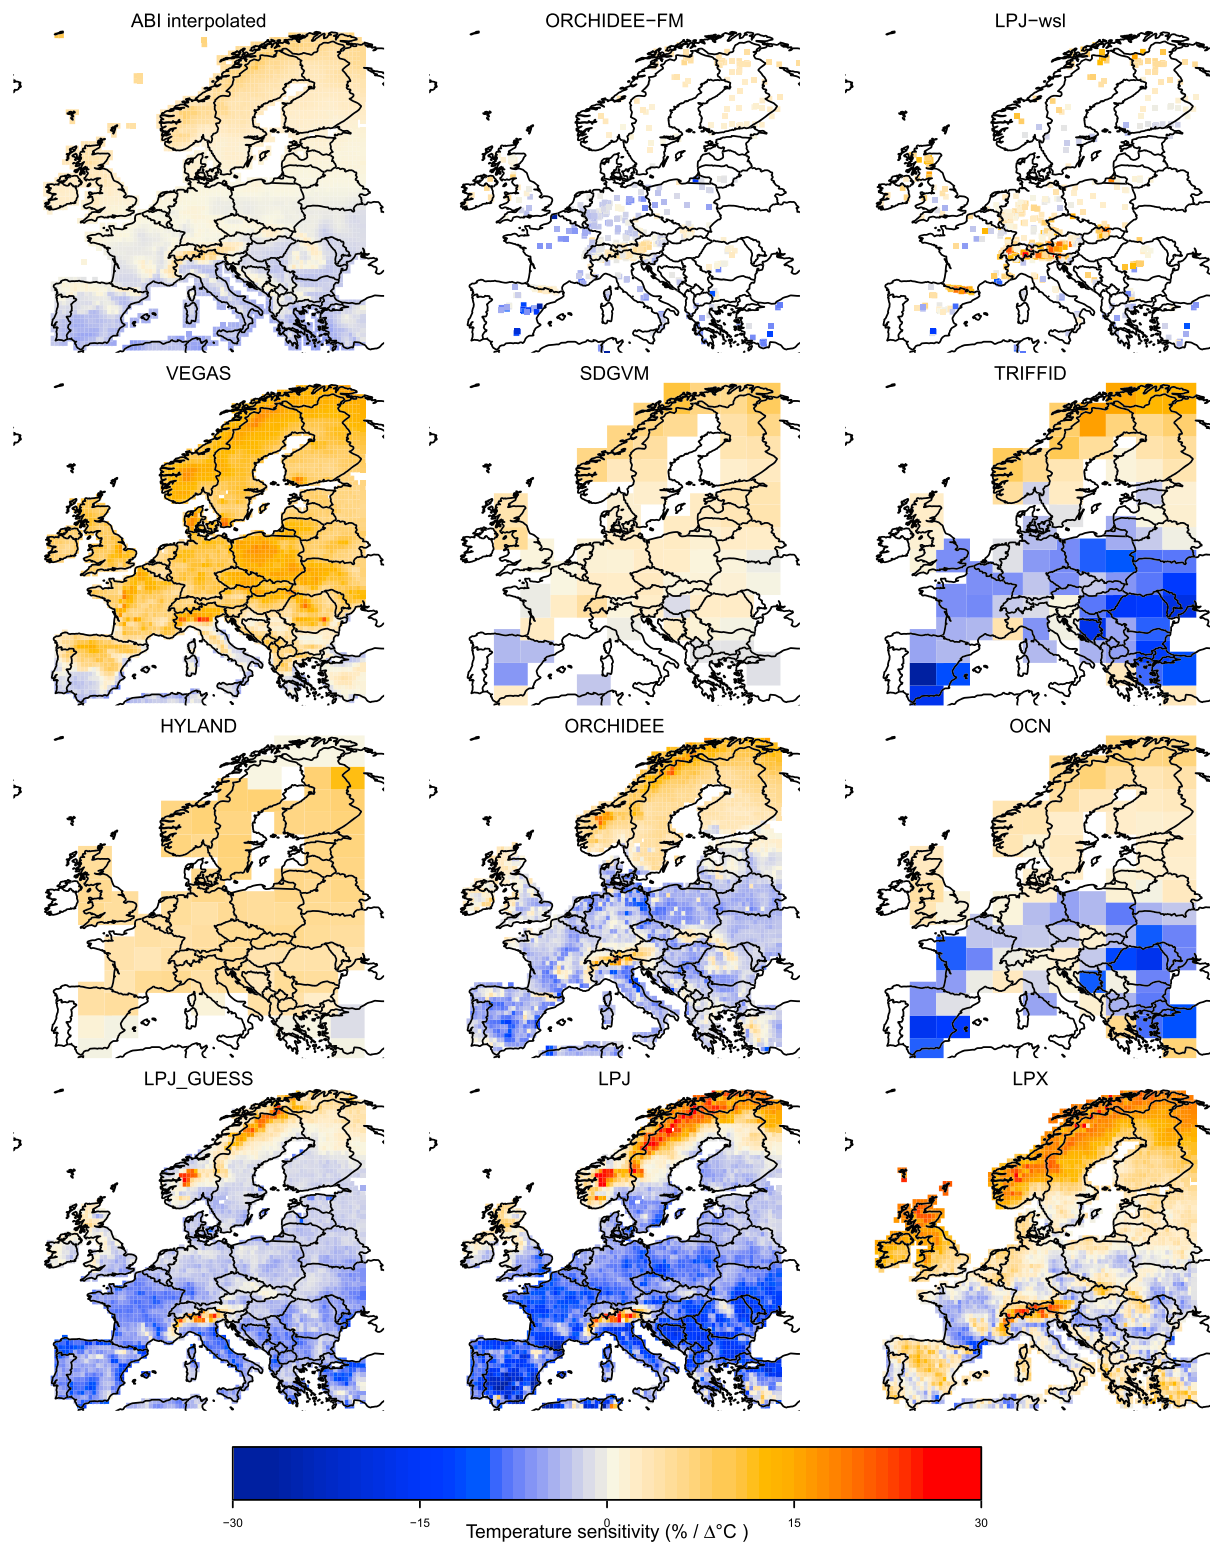 ABI interpolated ORCHIDEE−FM LPJ−wsl
VEGAS SDGVM TRIFFID
HYLAND ORCHIDEE OCN
LPJ_GUESS LPJ LPX
−30 −15 0 15 30
Temperature sensitivity (% / Δ°C )